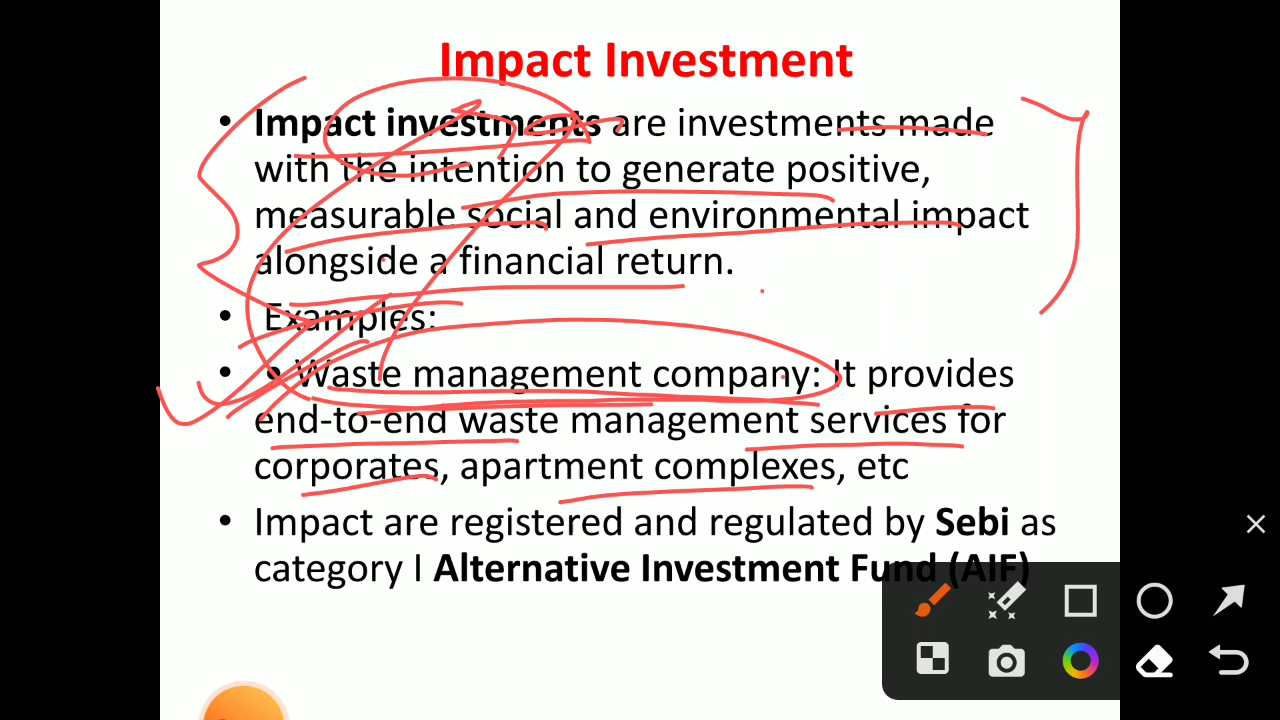 Impact Investment
• Impact investments are investments made
with the intention to generate positive,
measurable social and environmental impact
alongside a financial return.
• Examples:
• • Waste management company: It provides
end-to-end waste management services for
corporates, apartment complexes, etc
• Impact are registered and regulated by Sebi as
category I Alternative Investment Fund (AIF)